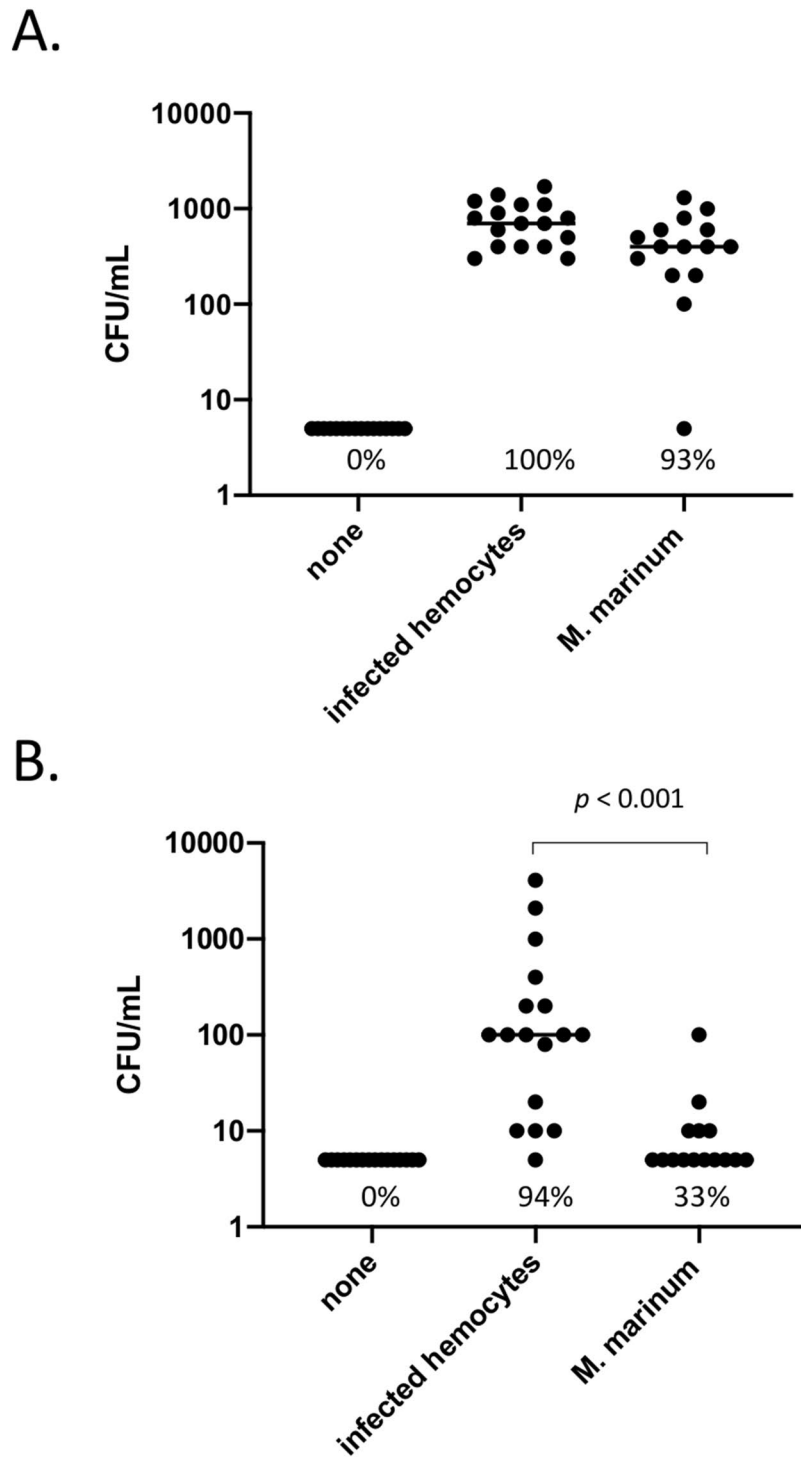 A.
10000
1000
100
10
1
CFU/mL
0% 100% 93%
none
infected hemocytes
M. marinum
B.
p < 0.001
10000
1000
100
10
1
CFU/mL
0% 94% 33%
none
infected hemocytes
M. marinum